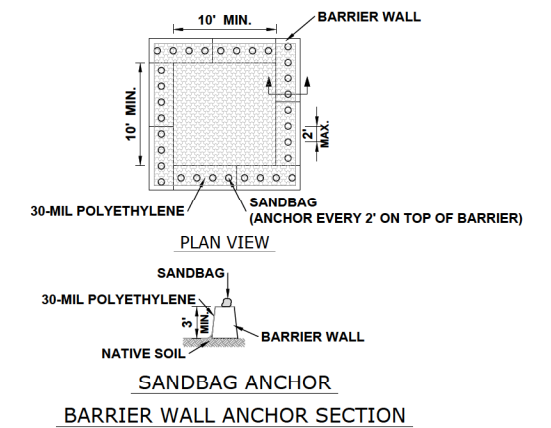 10' MIN.
BARRIER WALL
10' MIN.
2'
MAX.
30-MIL POLYETHYLENE
SANDBAG
(ANCHOR EVERY 2' ON TOP OF BARRIER)
PLAN VIEW
SANDBAG
30-MIL POLYETHYLENE
3'
MIN.
BARRIER WALL
NATIVE SOIL
SANDBAG ANCHOR
BARRIER WALL ANCHOR SECTION